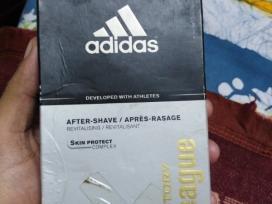 adidas
DEVELOPED WITH ATHLETES
AFTER-SHAVE / APRÈS-RASAGE
REVITALISING / REVITALISANT
SKIN PROTECT
COMPLEX
league